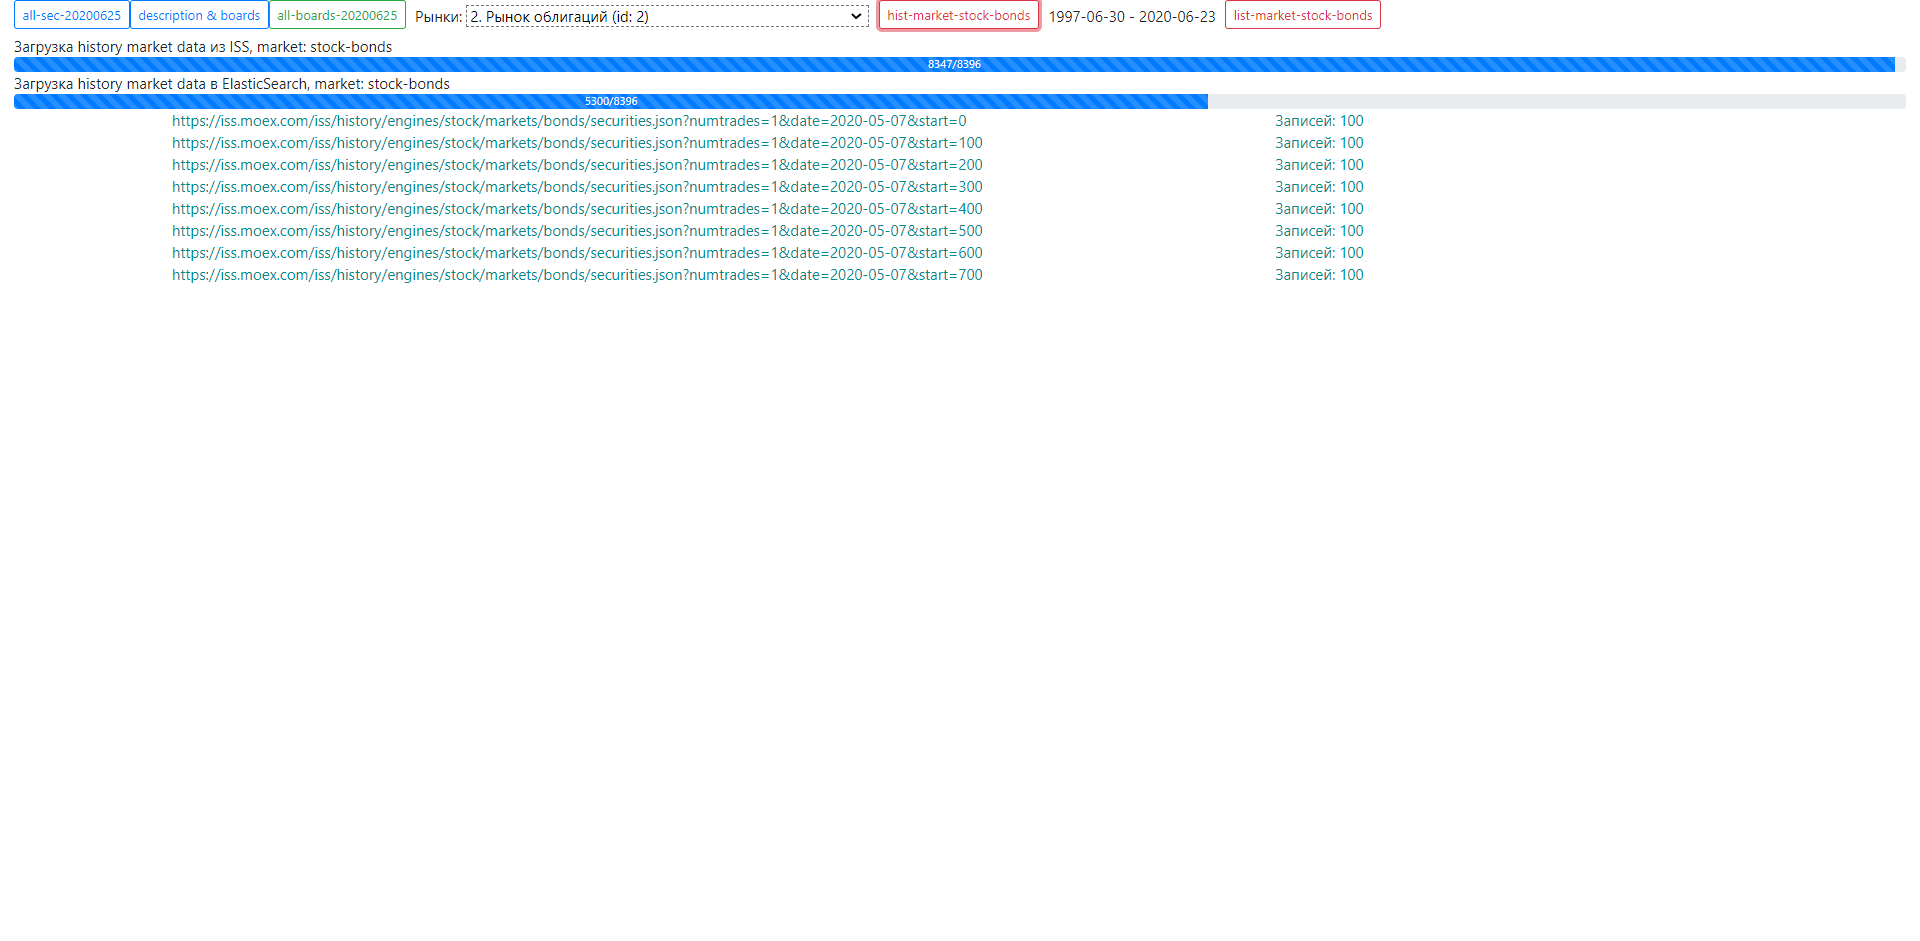 all-sec-20200625 description & boards all-boards-20200625 Рынки: 2. Рынок облигаций (id: 2) hist-market-stock-bonds 1997-06-30 - 2020-06-23 list-market-stock-bonds
Загрузка history market data из ISS, market: stock-bonds
8347/8396
Загрузка history market data в ElasticSearch, market: stock-bonds
5300/8396
https://iss.moex.com/iss/history/engines/stock/markets/bonds/securities.json?numtrades=1&date=2020-05-07&start=0 Записей: 100
https://iss.moex.com/iss/history/engines/stock/markets/bonds/securities.json?numtrades=1&date=2020-05-07&start=100 Записей: 100
https://iss.moex.com/iss/history/engines/stock/markets/bonds/securities.json?numtrades=1&date=2020-05-07&start=200 Записей: 100
https://iss.moex.com/iss/history/engines/stock/markets/bonds/securities.json?numtrades=1&date=2020-05-07&start=300 Записей: 100
https://iss.moex.com/iss/history/engines/stock/markets/bonds/securities.json?numtrades=1&date=2020-05-07&start=400 Записей: 100
https://iss.moex.com/iss/history/engines/stock/markets/bonds/securities.json?numtrades=1&date=2020-05-07&start=500 Записей: 100
https://iss.moex.com/iss/history/engines/stock/markets/bonds/securities.json?numtrades=1&date=2020-05-07&start=600 Записей: 100
https://iss.moex.com/iss/history/engines/stock/markets/bonds/securities.json?numtrades=1&date=2020-05-07&start=700 Записей: 100